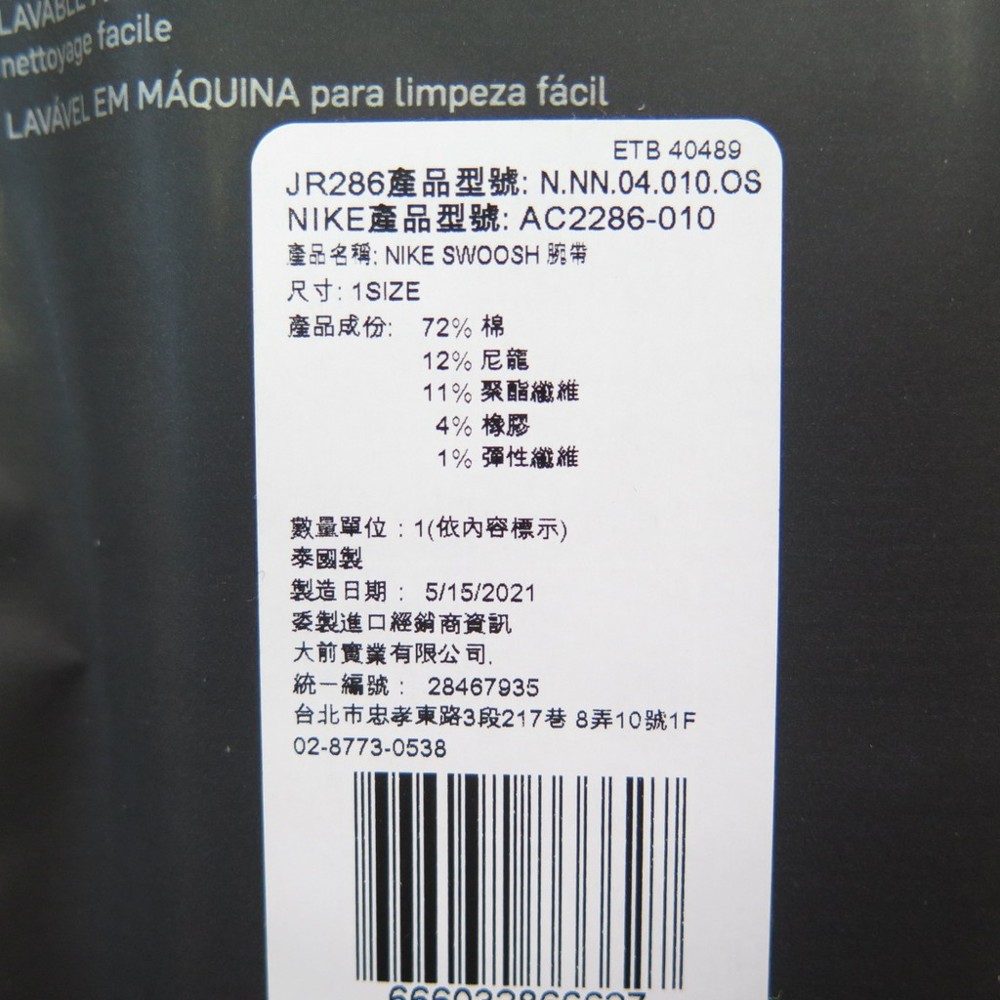 LAVABLE
nettoyage facile
LAVÁVEL EM MÁQUINA para limpeza fácil
ETB 40489
JR286產品型號: N.NN.04.010.OS
NIKE產品型號: AC2286-010
產品名稱: NIKE SWOOSH 腕帶
尺寸: 1SIZE
產品成份: 72% 棉
12% 尼龍
11% 聚酯纖維
4% 橡膠
1% 彈性纖維
數量單位 : 1(依內容標示)
泰國製
製造日期 : 5/15/2021
委製進口經銷商資訊
大前實業有限公司.
統一編號 : 28467935
台北市忠孝東路3段217巷 8弄10號1F
02-8773-0538